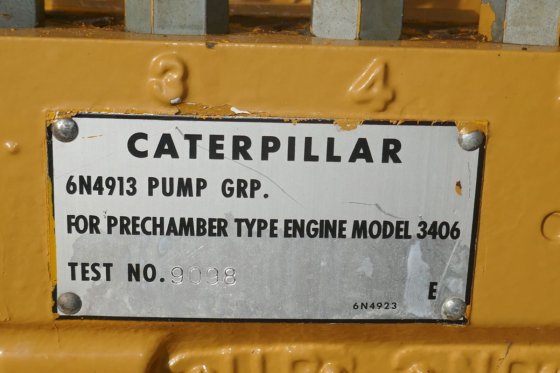 3 4
CATERPILLAR
6N4913 PUMP GRP.
FOR PRECHAMBER TYPE ENGINE MODEL 3406
TEST NO. 9098
E
6N4923